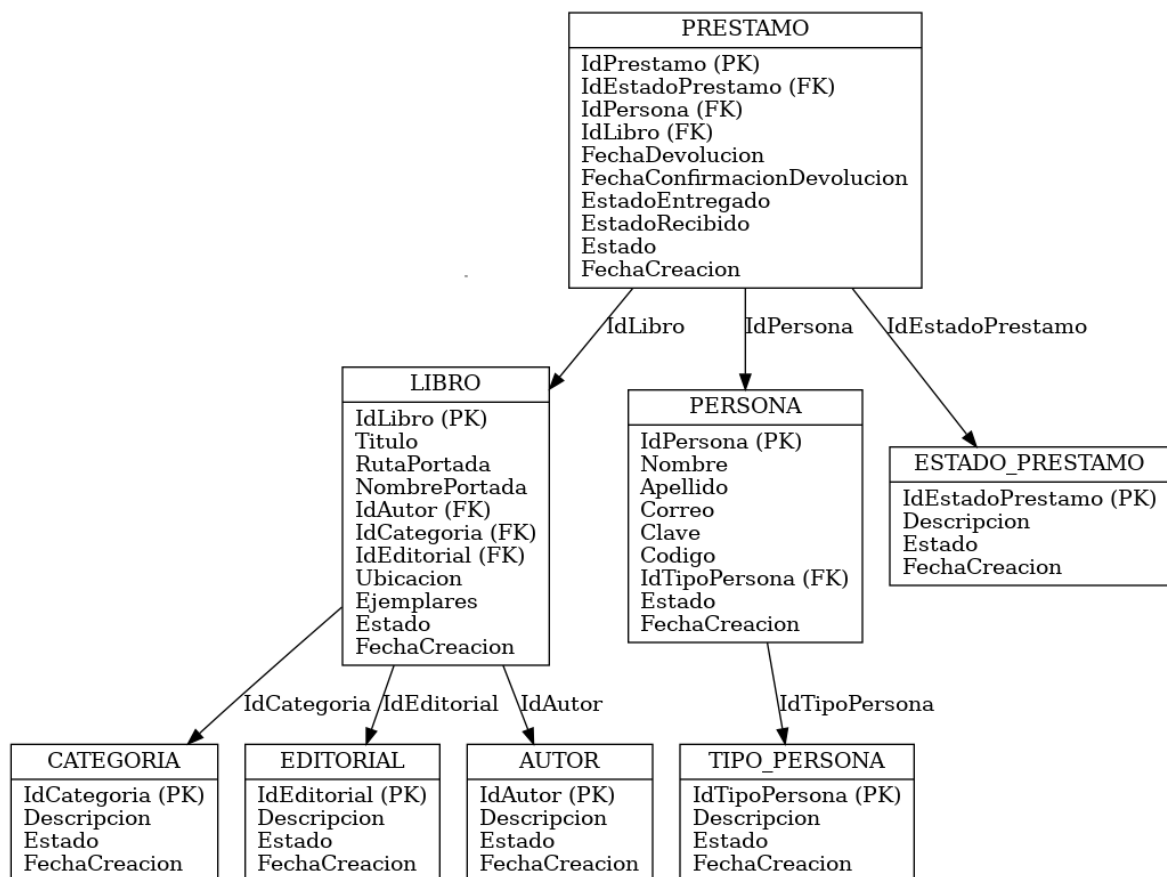 PRESTAMO
IdPrestamo (PK)
IdEstadoPrestamo (FK)
IdPersona (FK)
IdLibro (FK)
FechaDevolucion
FechaConfirmacionDevolucion
EstadoEntregado
EstadoRecibido
Estado
FechaCreacion
IdLibro
IdPersona
IdEstadoPrestamo
LIBRO
IdLibro (PK)
Titulo
RutaPortada
NombrePortada
IdAutor (FK)
IdCategoria (FK)
IdEditorial (FK)
Ubicacion
Ejemplares
Estado
FechaCreacion
PERSONA
IdPersona (PK)
Nombre
Apellido
Correo
Clave
Codigo
IdTipoPersona (FK)
Estado
FechaCreacion
ESTADO_PRESTAMO
IdEstadoPrestamo (PK)
Descripcion
Estado
FechaCreacion
IdCategoria
IdEditorial
IdAutor
IdTipoPersona
CATEGORIA
IdCategoria (PK)
Descripcion
Estado
FechaCreacion
EDITORIAL
IdEditorial (PK)
Descripcion
Estado
FechaCreacion
AUTOR
IdAutor (PK)
Descripcion
Estado
FechaCreacion
TIPO_PERSONA
IdTipoPersona (PK)
Descripcion
Estado
FechaCreacion